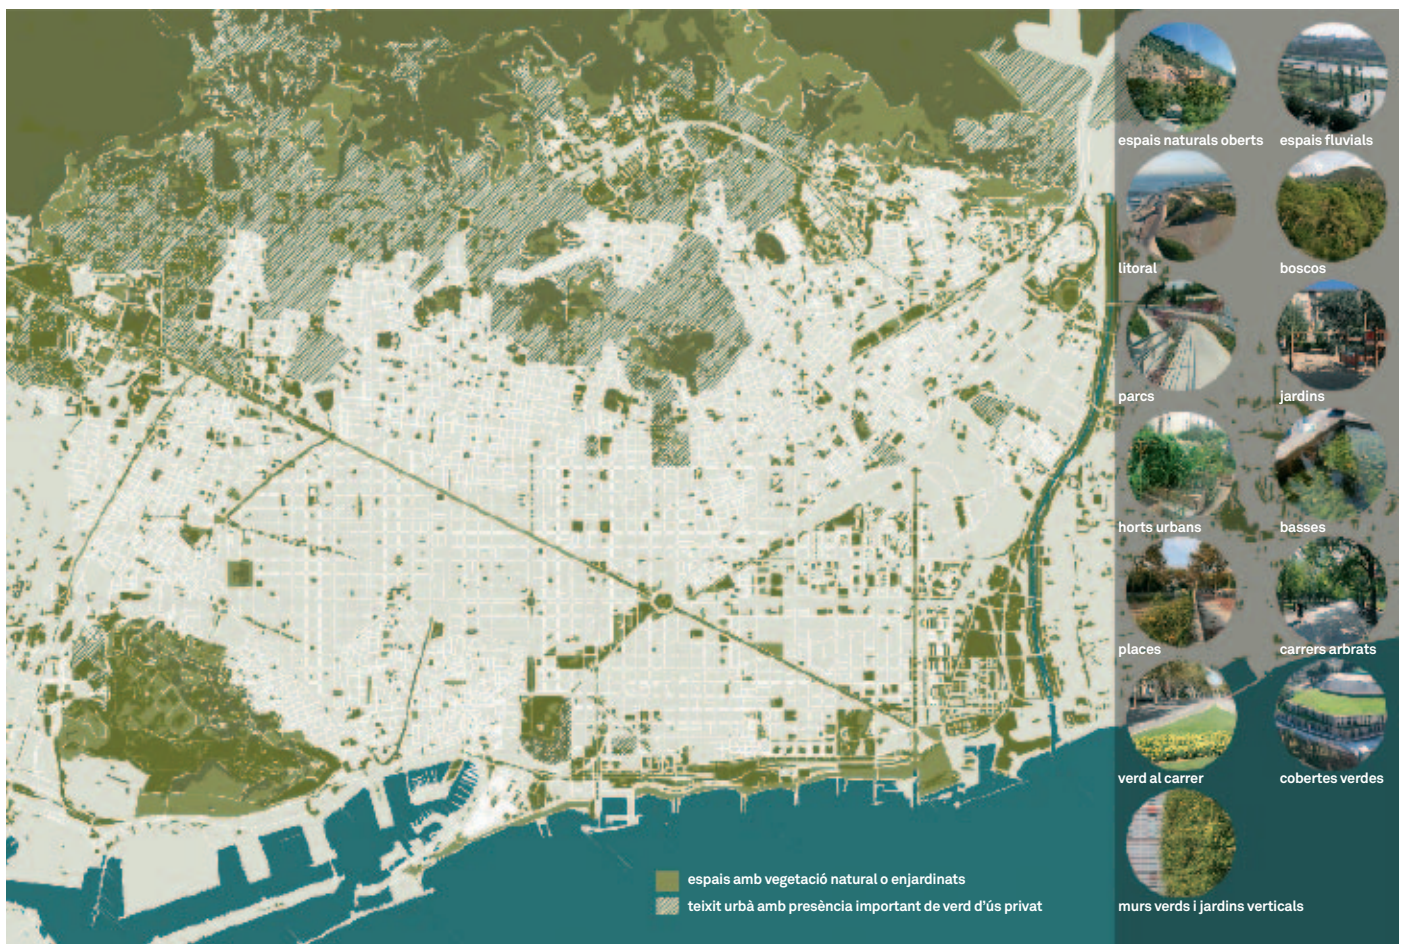 espais naturals oberts
espais fluvials
litoral
boscos
parcs
jardins
horts urbans
basses
places
carrers arbrats
verd al carrer
cobertes verdes
murs verds i jardins verticals
espais amb vegetació natural o enjardinats
teixit urbà amb presència important de verd d'ús privat